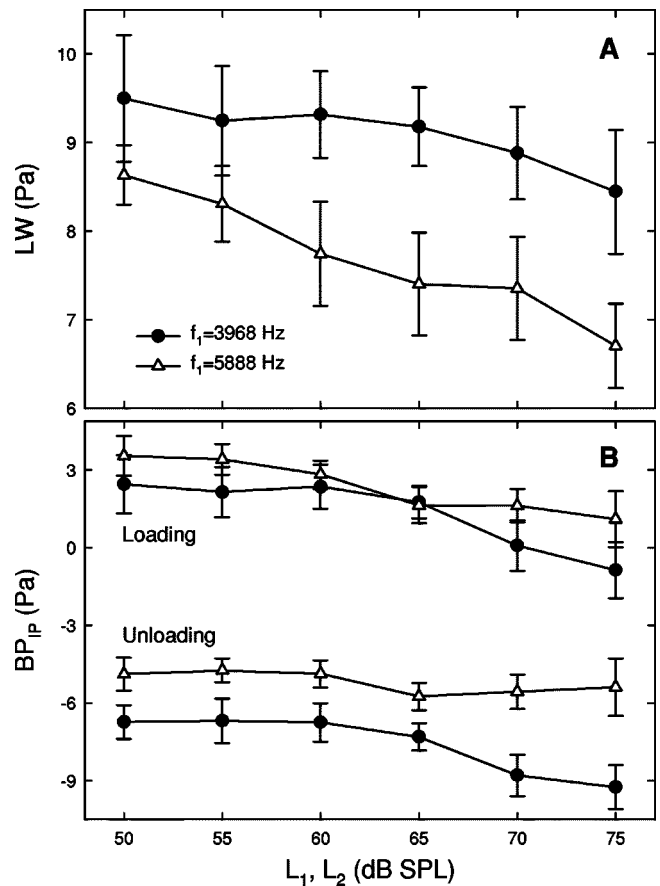 A
10
9
8
7
6
LW (Pa)
f₁=3968 Hz
f₁=5888 Hz
B
3
0
-3
-6
-9
BP_IP (Pa)
Loading
Unloading
50 55 60 65 70 75
L₁, L₂ (dB SPL)